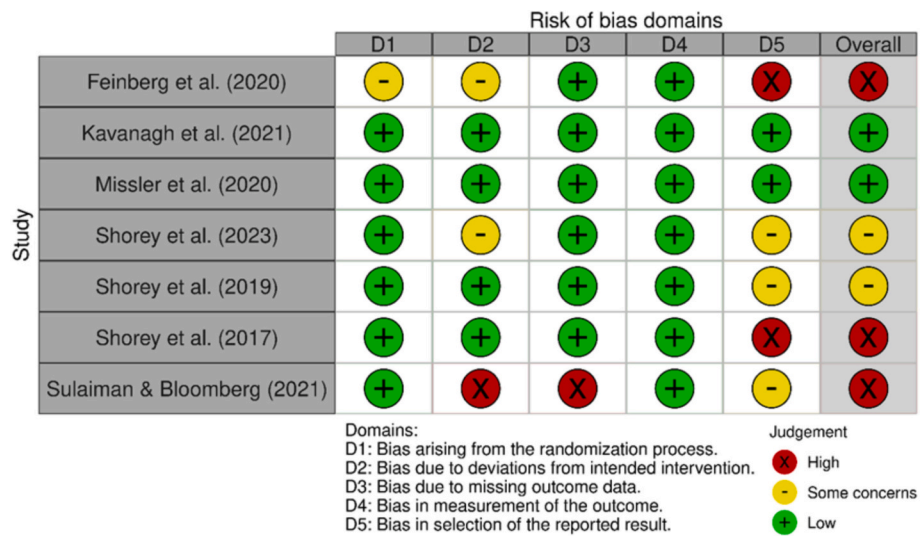 Risk of bias domains
D1 D2 D3 D4 D5 Overall
Study
Feinberg et al. (2020) - - + + X X
Kavanagh et al. (2021) + + + + + +
Missler et al. (2020) + + + + + +
Shorey et al. (2023) + - + + - -
Shorey et al. (2019) + + + + - -
Shorey et al. (2017) + + + + X X
Sulaiman & Bloomberg (2021) + X X + - X
Domains:
D1: Bias arising from the randomization process.
D2: Bias due to deviations from intended intervention.
D3: Bias due to missing outcome data.
D4: Bias in measurement of the outcome.
D5: Bias in selection of the reported result.
Judgement
X High
- Some concerns
+ Low